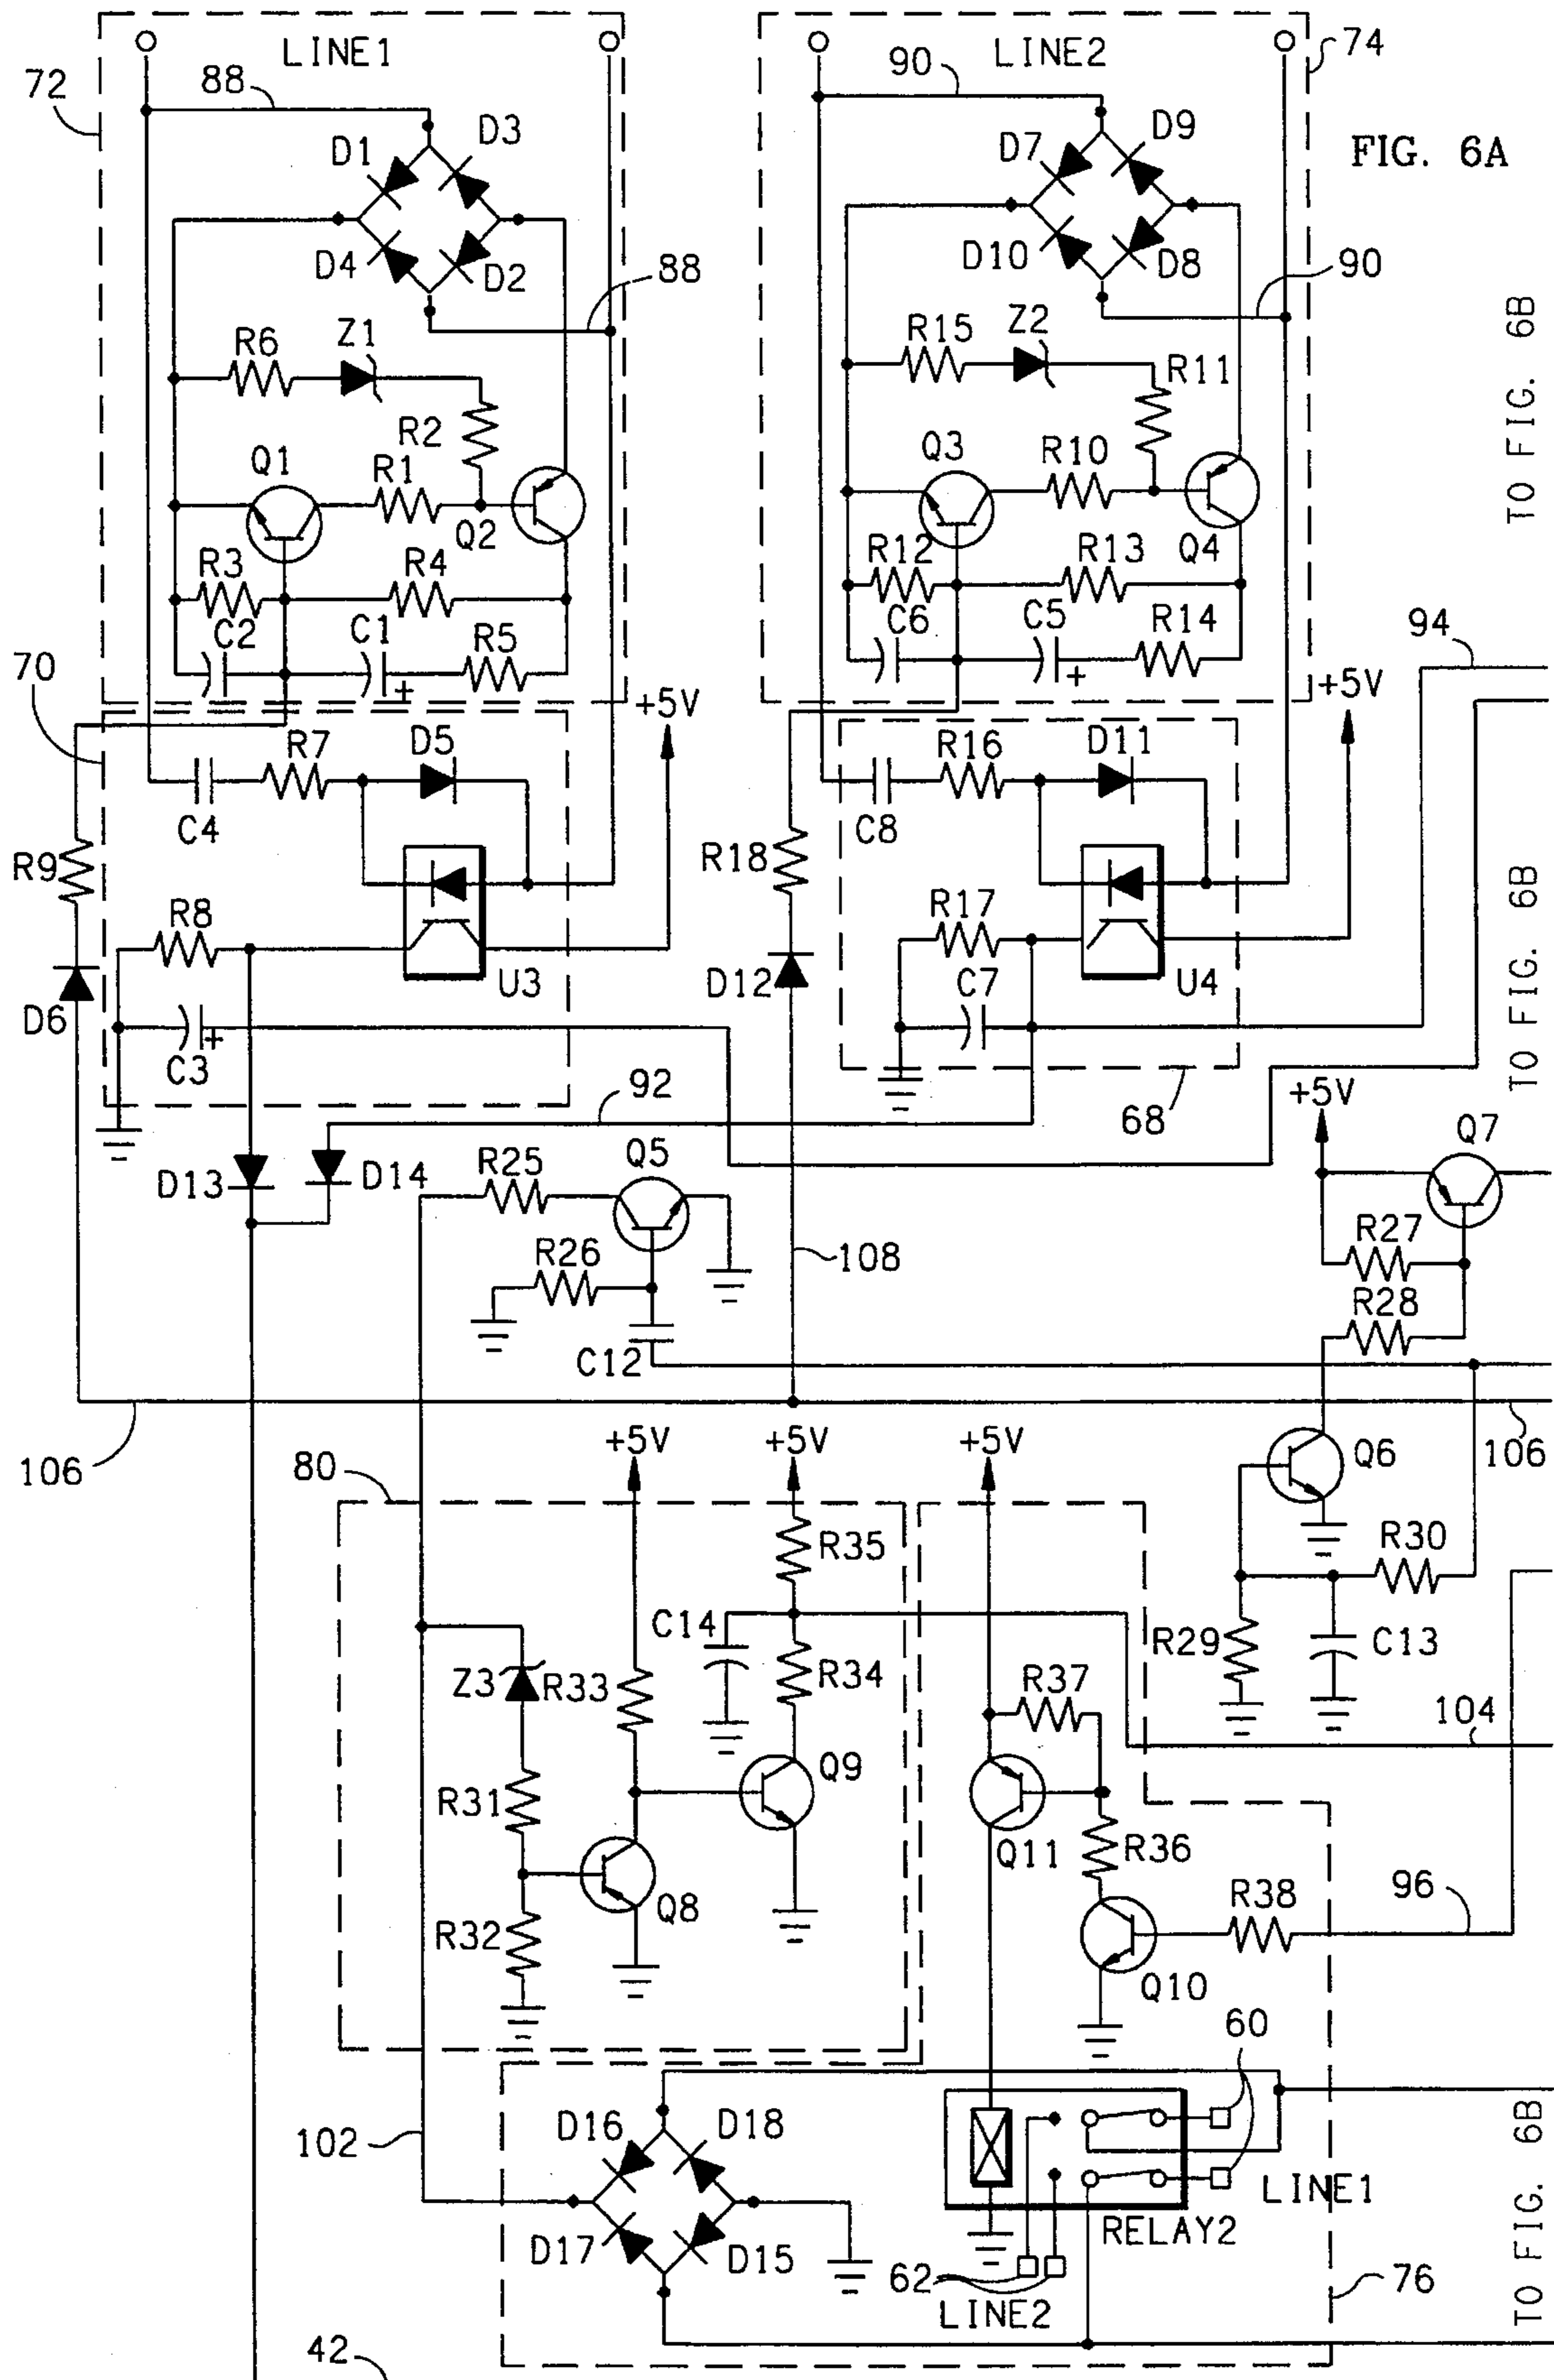 LINE1
LINE2
74
72
88
90
FIG. 6A
D1
D3
D7
D9
D4
D2
D10
D8
88
90
R6
Z1
R15
Z2
R11
TO FIG. 6B
R2
Q1
R1
Q3
R10
Q2
Q4
R3
R4
R12
R13
C2
C1
R5
C6
C5
R14
94
+
+
70
+5V
+5V
R7
D5
R16
D11
C4
C8
R9
R18
R8
R17
U3
D12
C7
U4
D6
+
C3
TO FIG. 6B
92
68
+5V
Q7
D13
D14
R25
Q5
R26
108
R27
R28
C12
106
80
+5V
+5V
+5V
Q6
106
R35
R30
C14
R29
C13
Z3
R33
R34
R37
104
R31
Q9
Q11
R36
Q8
R38
96
R32
Q10
60
102
D16
D18
LINE1
RELAY2
D17
D15
62
LINE2
76
TO FIG. 6B
42